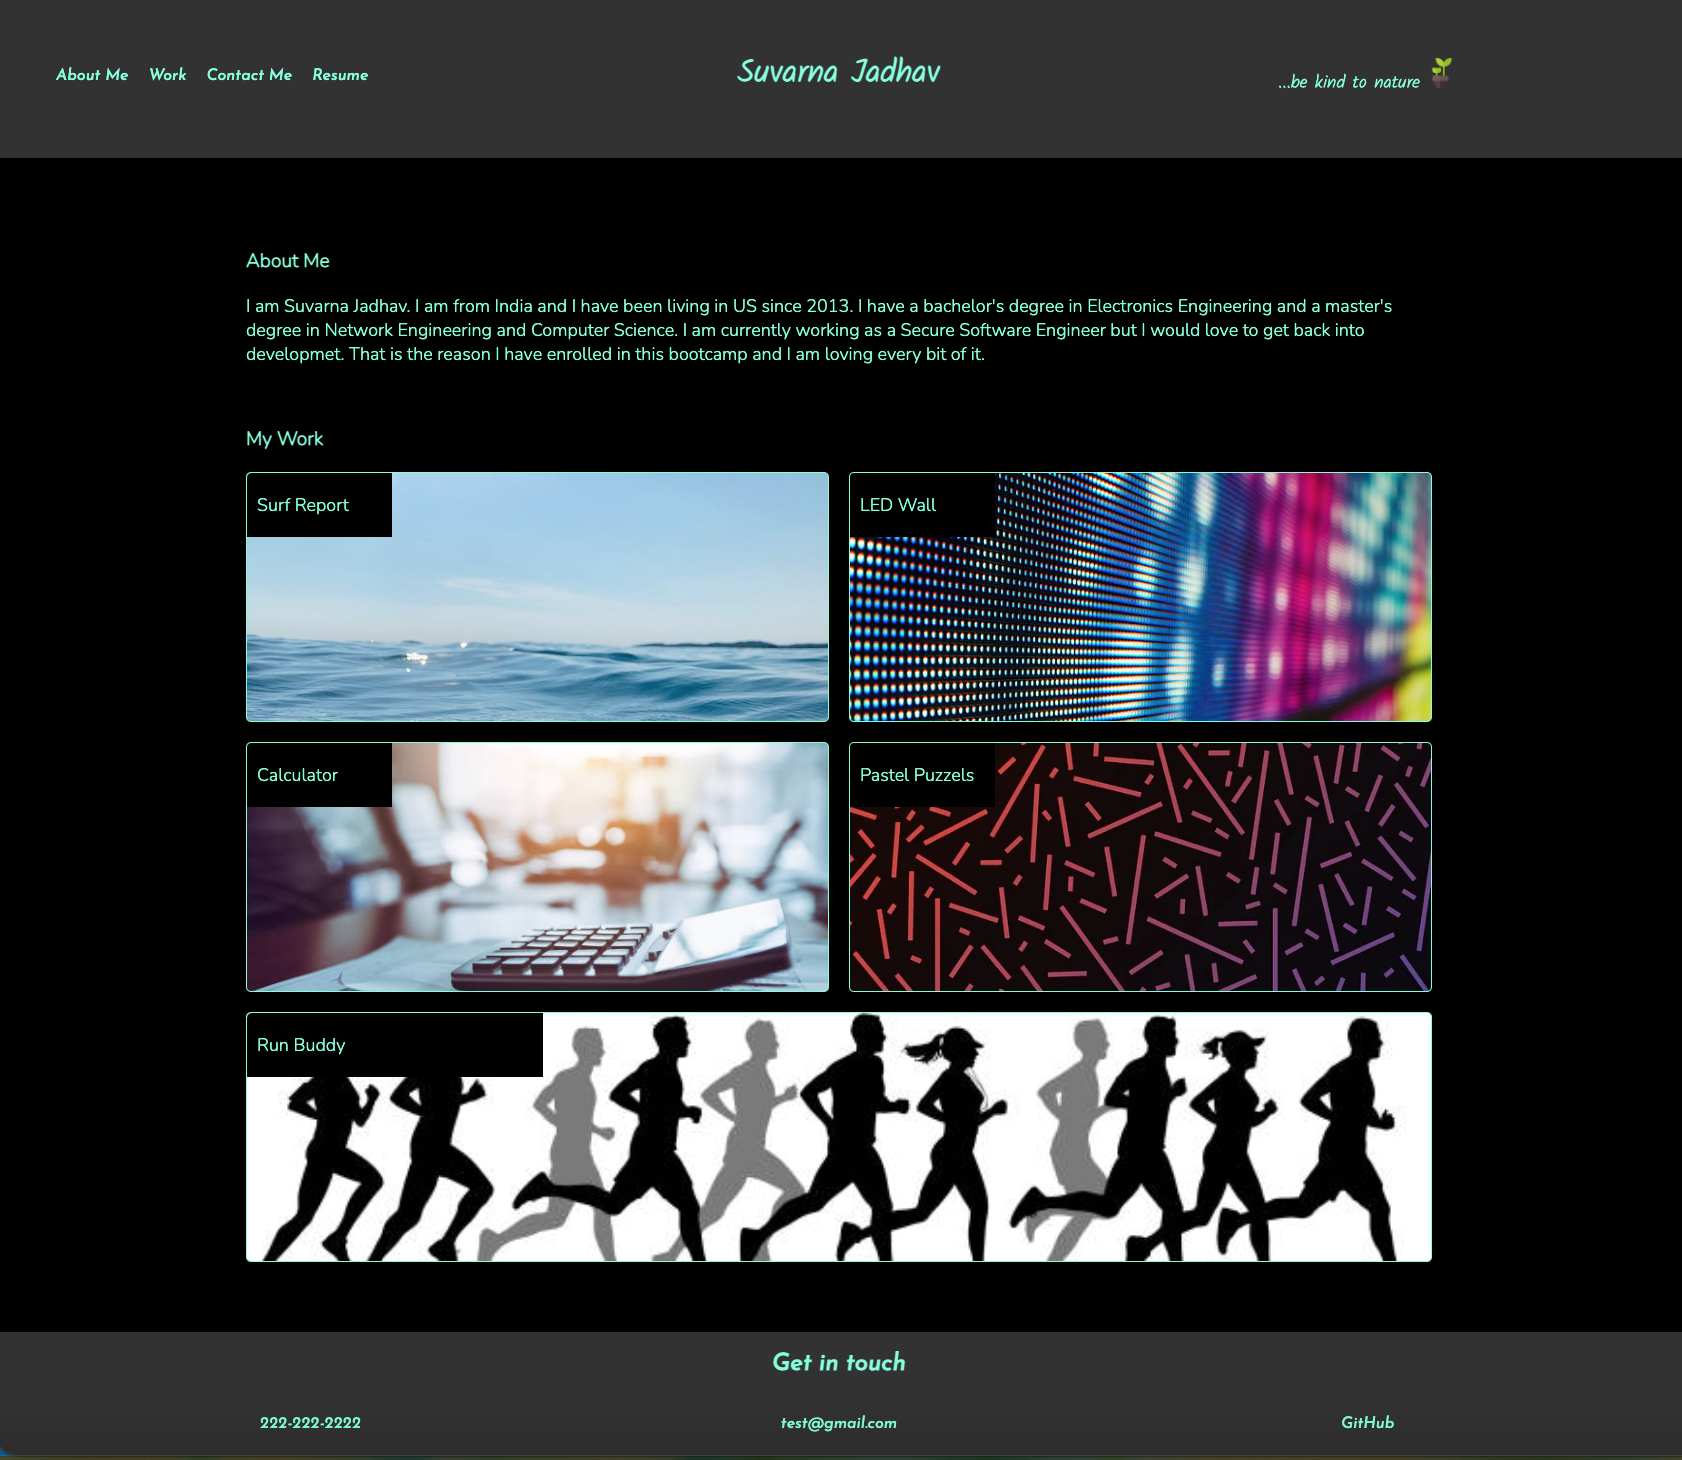 About Me Work Contact Me Resume
Suvarna Jadhav
...be kind to nature
About Me
I am Suvarna Jadhav. I am from India and I have been living in US since 2013. I have a bachelor's degree in Electronics Engineering and a master's
degree in Network Engineering and Computer Science. I am currently working as a Secure Software Engineer but I would love to get back into
developmet. That is the reason I have enrolled in this bootcamp and I am loving every bit of it.
My Work
Surf Report
LED Wall
Calculator
Pastel Puzzels
Run Buddy
Get in touch
222-222-2222
test@gmail.com
GitHub